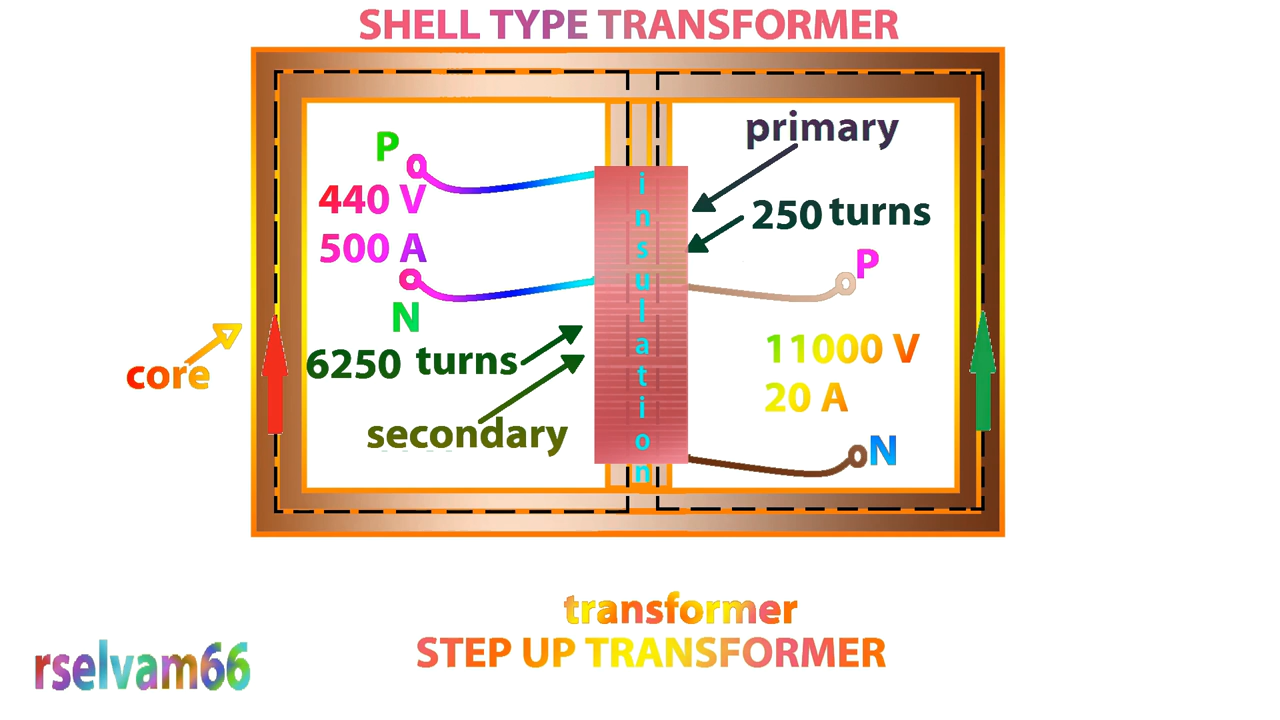 SHELL TYPE TRANSFORMER
primary
P
440 V
250 turns
500 A
P
N
11000 V
6250 turns
core
20 A
secondary
N
insulation
transformer
STEP UP TRANSFORMER
rselvam66